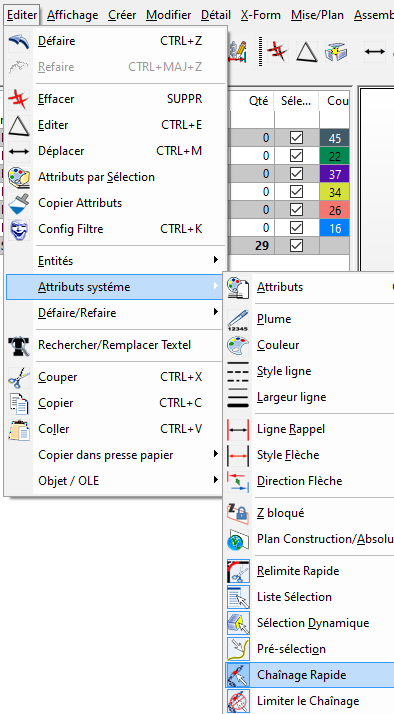 Editer Affichage Créer Modifier Détail X-Form Mise/Plan Assemb
Défaire CTRL+Z
Refaire CTRL+MAJ+Z
Effacer SUPPR
Editer CTRL+E
Déplacer CTRL+M
Attributs par Sélection
Copier Attributs
Config Filtre CTRL+K
Entités
Attributs systéme
Défaire/Refaire
Rechercher/Remplacer Textel
Couper CTRL+X
Copier CTRL+C
Coller CTRL+V
Copier dans presse papier
Objet / OLE
Qté Séle... Cou
0 45
0 22
0 37
0 34
0 26
0 16
29
Attributs
12345 Plume
Couleur
Style ligne
Largeur ligne
Ligne Rappel
Style Flèche
Direction Flèche
Z bloqué
Plan Construction/Absolu
Relimite Rapide
Liste Sélection
Sélection Dynamique
Pré-sélection
Chaînage Rapide
Limiter le Chaînage